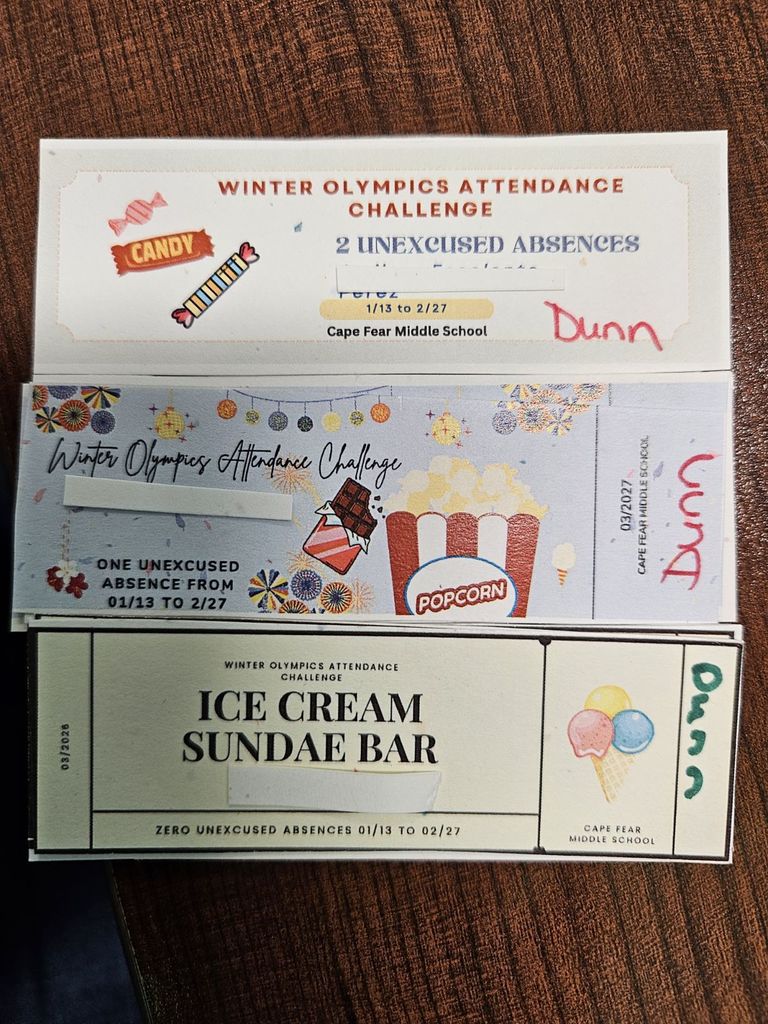 WINTER OLYMPICS ATTENDANCE
CHALLENGE
CANDY
2 UNEXCUSED ABSENCES
Perez
1/13 to 2/27
Cape Fear Middle School
Dunn
Winter Olympics Attendance Challenge
ONE UNEXCUSED
ABSENCE FROM
01/13 TO 2/27
POPCORN
03/2027
CAPE FEAR MIDDLE SCHOOL
Dunn
03/2026
WINTER OLYMPICS ATTENDANCE
CHALLENGE
ICE CREAM
SUNDAE BAR
ZERO UNEXCUSED ABSENCES 01/13 TO 02/27
CAPE FEAR
MIDDLE SCHOOL
Dunn